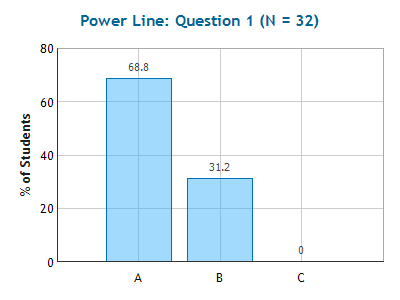 Power Line: Question 1 (N = 32)
% of Students
80
60
40
20
0
68.8
31.2
0
A B C